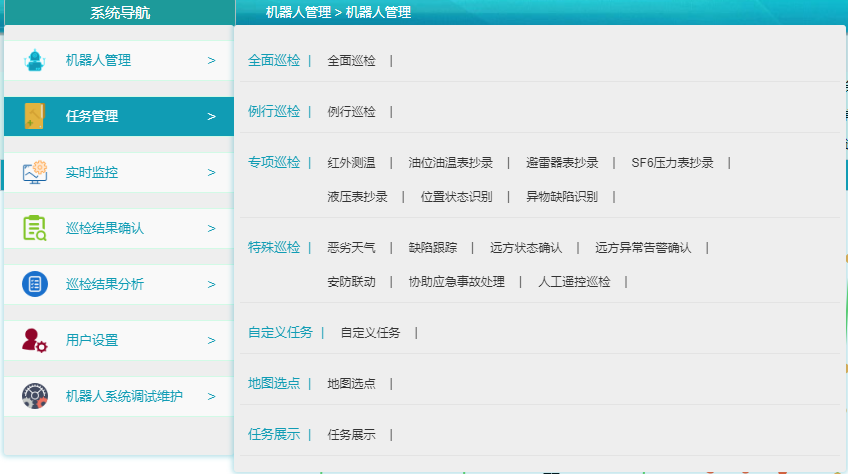 系统导航
机器人管理 > 机器人管理
机器人管理 >
任务管理 >
实时监控 >
巡检结果确认 >
巡检结果分析 >
用户设置 >
机器人系统调试维护 >
全面巡检 | 全面巡检 |
例行巡检 | 例行巡检 |
专项巡检 | 红外测温 | 油位油温表抄录 | 避雷器表抄录 | SF6压力表抄录 |
液压表抄录 | 位置状态识别 | 异物缺陷识别 |
特殊巡检 | 恶劣天气 | 缺陷跟踪 | 远方状态确认 | 远方异常告警确认 |
安防联动 | 协助应急事故处理 | 人工遥控巡检 |
自定义任务 | 自定义任务 |
地图选点 | 地图选点 |
任务展示 | 任务展示 |